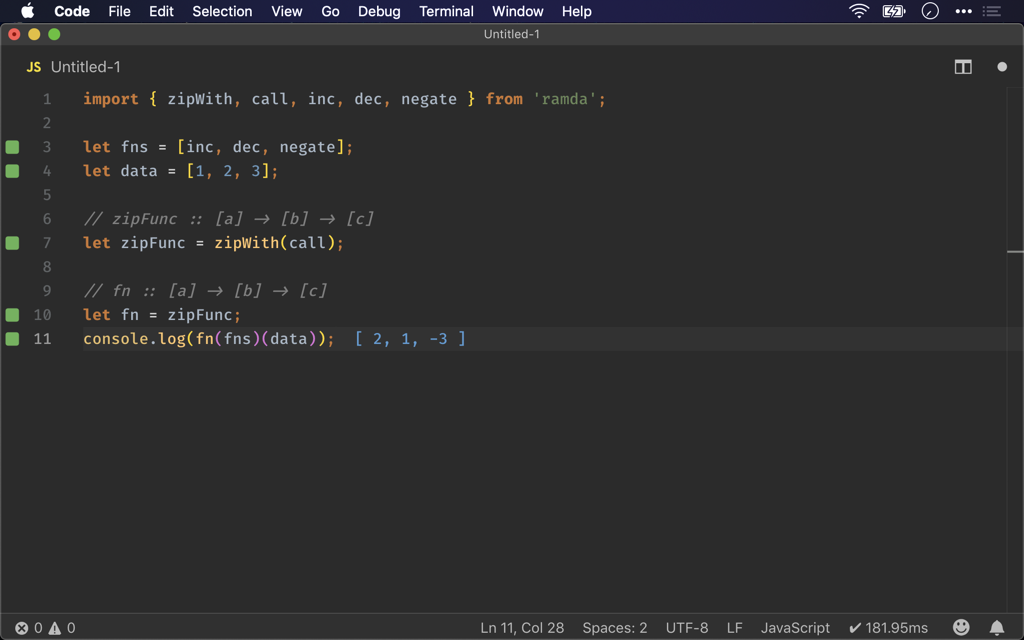 Code File Edit Selection View Go Debug Terminal Window Help
Untitled-1
JS Untitled-1
1 import { zipWith, call, inc, dec, negate } from 'ramda';
2
3 let fns = [inc, dec, negate];
4 let data = [1, 2, 3];
5
6 // zipFunc :: [a] → [b] → [c]
7 let zipFunc = zipWith(call);
8
9 // fn :: [a] → [b] → [c]
10 let fn = zipFunc;
11 console.log(fn(fns)(data)); [ 2, 1, -3 ]
0 0 Ln 11, Col 28 Spaces: 2 UTF-8 LF JavaScript ✔ 181.95ms